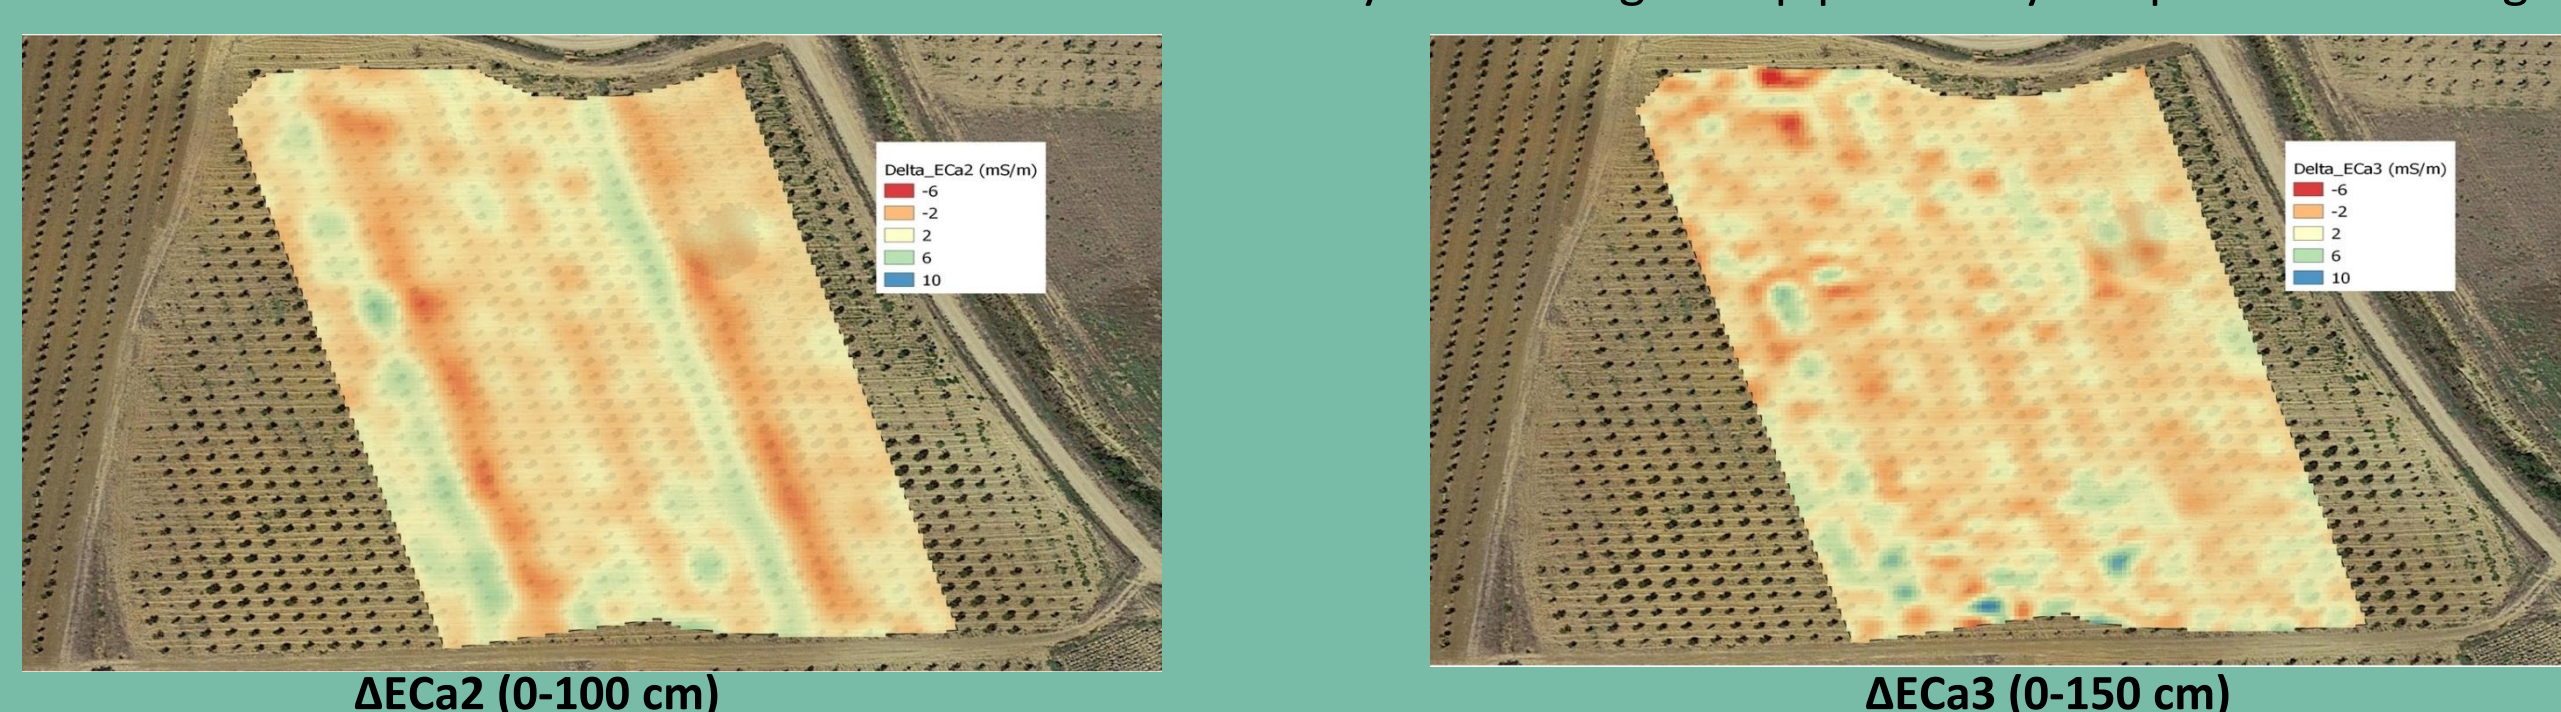 Delta_ECa2 (mS/m)
-6
-2
2
6
10
Delta_ECa3 (mS/m)
-6
-2
2
6
10
ΔECa2 (0-100 cm)
ΔECa3 (0-150 cm)